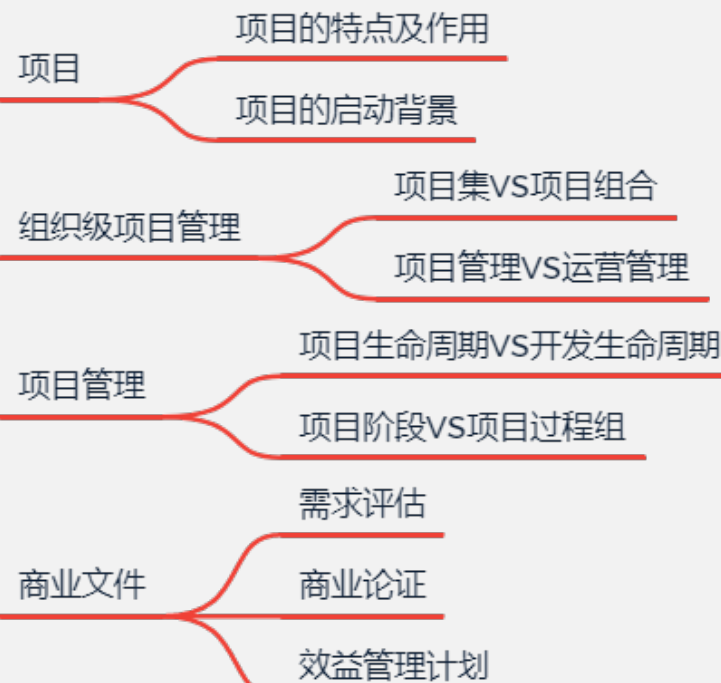 项目
项目的特点及作用
项目的启动背景
组织级项目管理
项目集VS项目组合
项目管理VS运营管理
项目管理
项目生命周期VS开发生命周期
项目阶段VS项目过程组
商业文件
需求评估
商业论证
效益管理计划